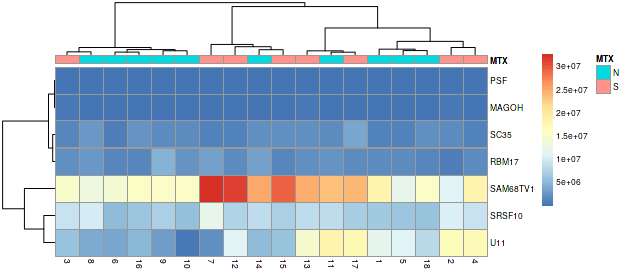 MTX
PSF
MAGOH
SC35
RBM17
SAM68TV1
SRSF10
U11
3 8 6 16 9 10 7 12 14 15 13 11 17 1 5 18 2 4
3e+07
2.5e+07
2e+07
1.5e+07
1e+07
5e+06
MTX
N
S